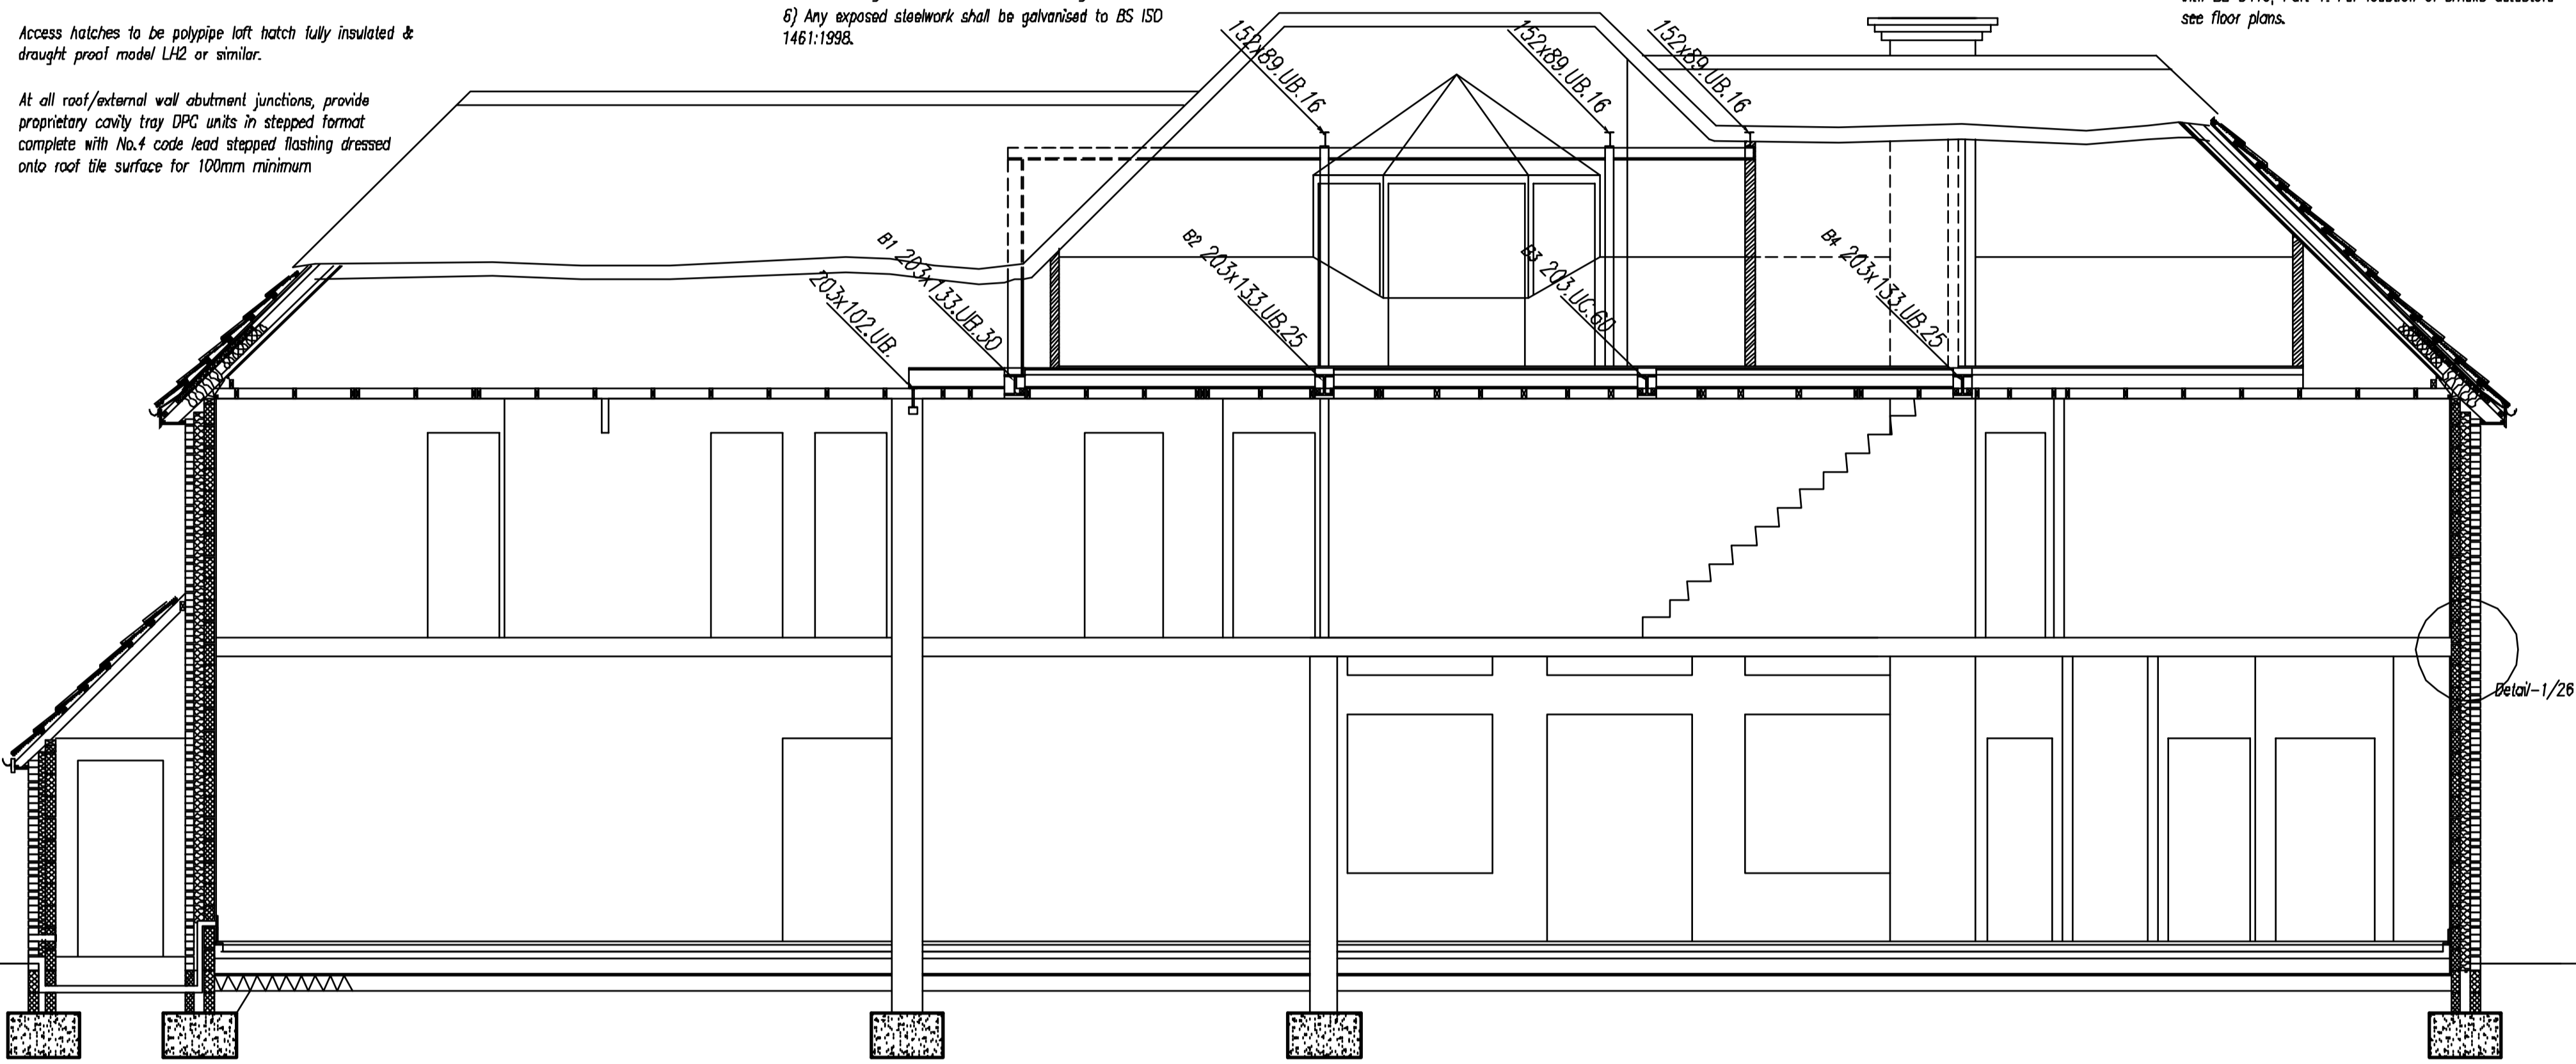 6) Any exposed steelwork shall be galvanised to BS ISO
1461:1998.
see floor plans.
Access hatches to be polypipe loft hatch fully insulated &
draught proof model LH2 or similar.
At all roof/external wall abutment junctions, provide
proprietary cavity tray DPC units in stepped format
complete with No.4 code lead stepped flashing dressed
onto roof tile surface for 100mm minimum
152x89.UB.16
152x89.UB.16
152x89.UB.16
203x102.UB.
B1 203x133.UB.30
B2 203x133.UB.25
B3 203.UC.60
B4 203x133.UB.25
Detail-1/26